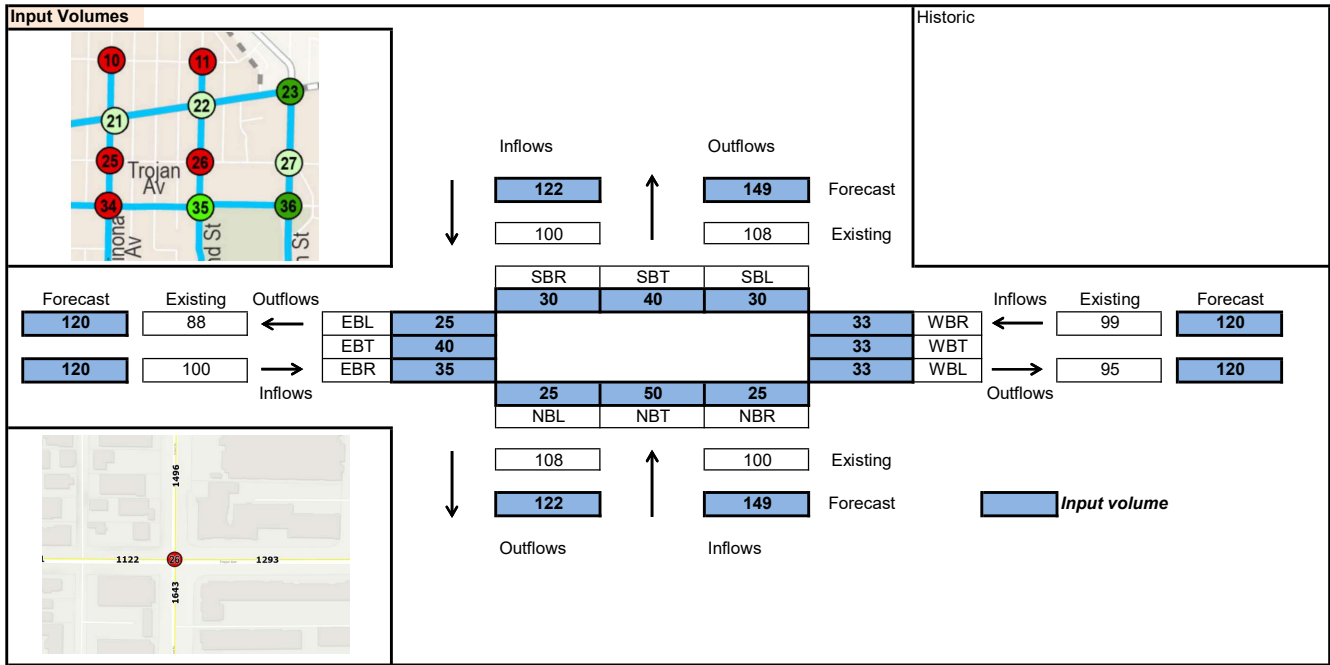 Input Volumes
Historic
10
11
23
22
21
25
Trojan
Av
26
27
34
35
36
inona
Av
nd St
n St
Inflows Outflows
122 149 Forecast
100 108 Existing
SBR SBT SBL
30 40 30
Forecast Existing Outflows
Inflows Existing Forecast
120 88 EBL 25
33 WBR 99 120
EBT 40
33 WBT
120 100 EBR 35
33 WBL 95 120
Inflows
Outflows
25 50 25
NBL NBT NBR
108 100 Existing
122 149 Forecast
Input volume
Outflows Inflows
1496
1122
26
1293
1643